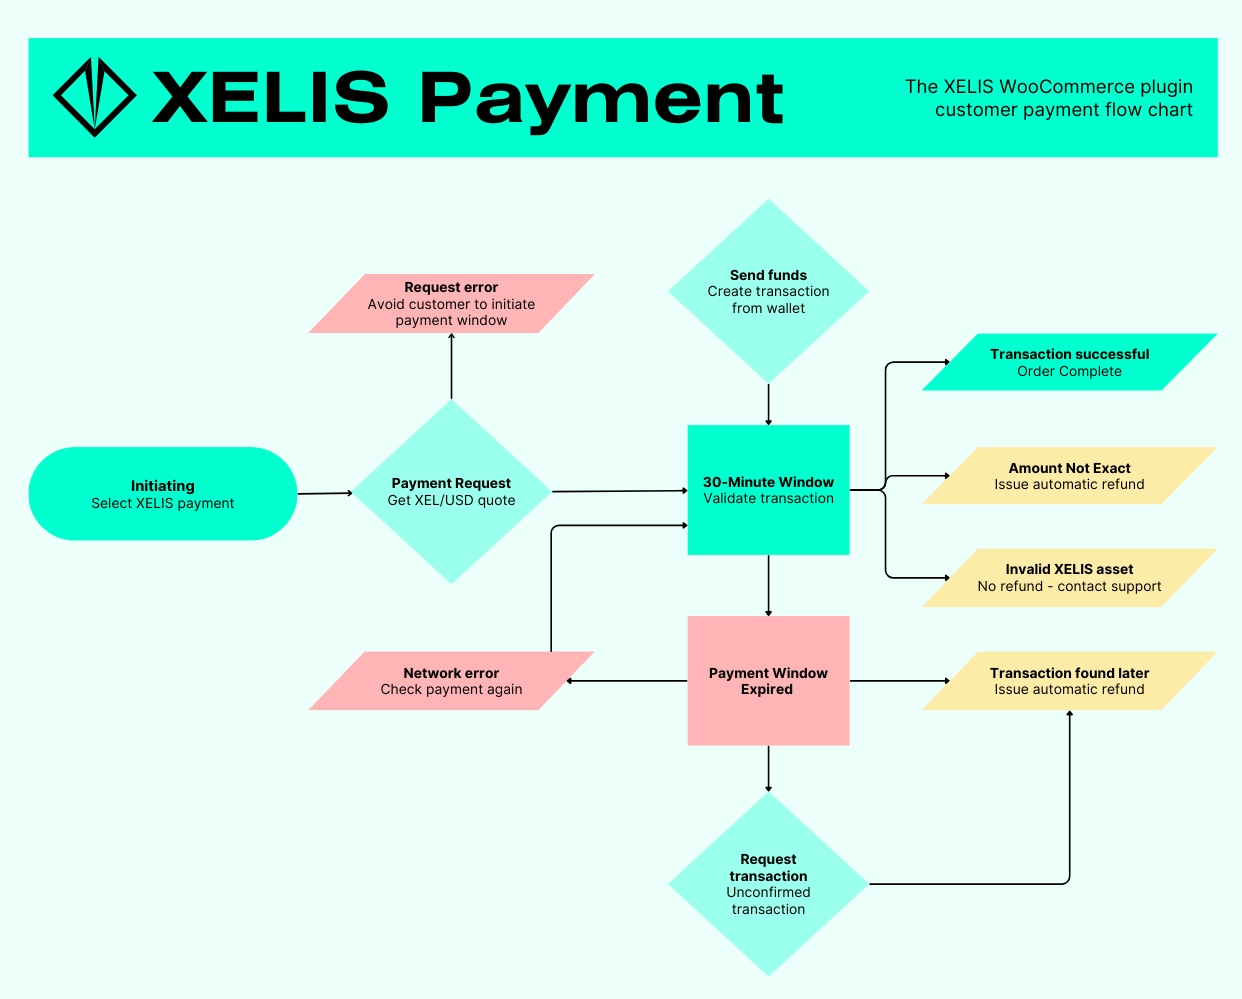 XELIS Payment
The XELIS WooCommerce plugin
customer payment flow chart
Send funds
Create transaction
from wallet
Request error
Avoid customer to initiate
payment window
Transaction successful
Order Complete
Initiating
Select XELIS payment
Payment Request
Get XEL/USD quote
30-Minute Window
Validate transaction
Amount Not Exact
Issue automatic refund
Invalid XELIS asset
No refund - contact support
Network error
Check payment again
Payment Window
Expired
Transaction found later
Issue automatic refund
Request
transaction
Unconfirmed
transaction